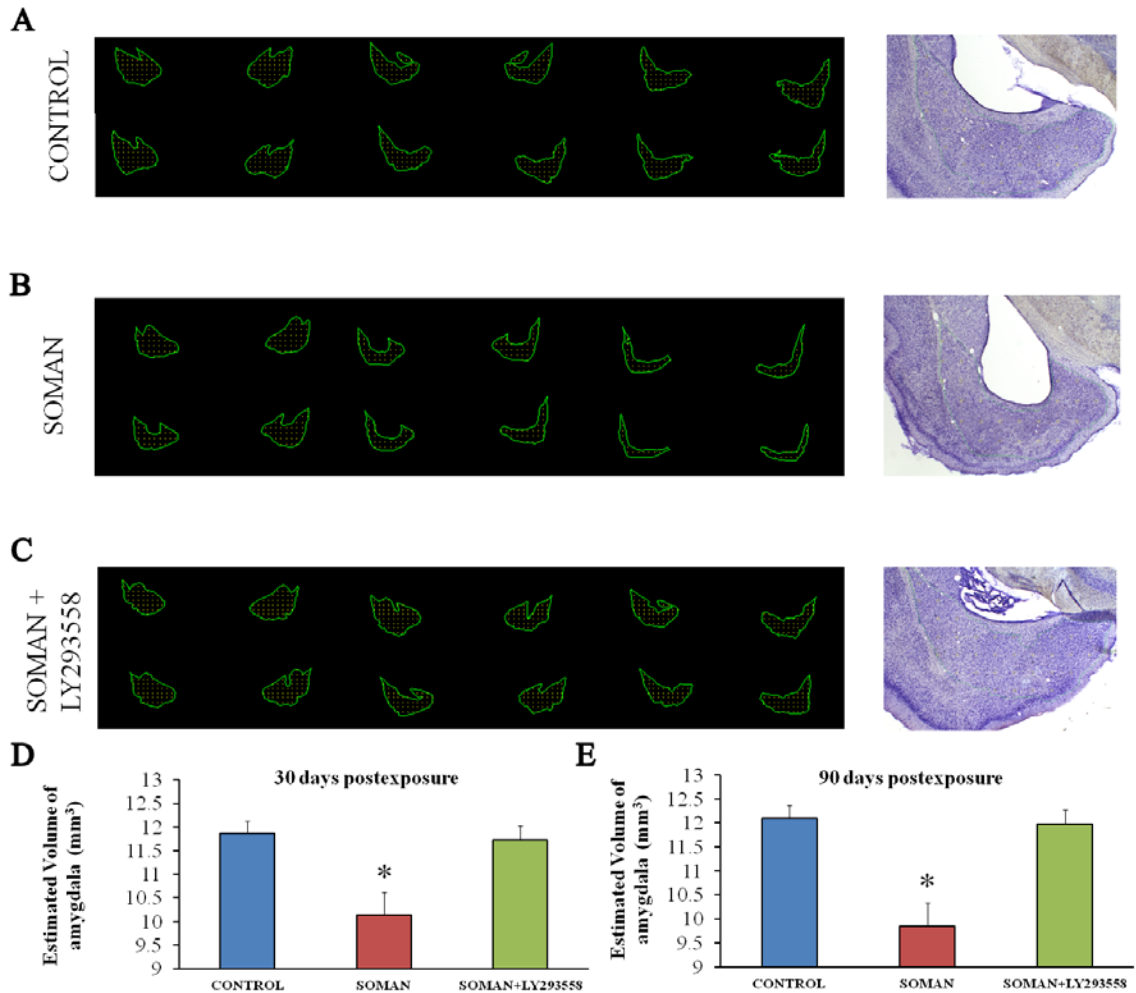 A
CONTROL
B
SOMAN
C
SOMAN +
LY293558
D
30 days postexposure
Estimated Volume of
amygdala (mm³)
13
12.5
12
11.5
11
10.5
10
9.5
9
*
CONTROL
SOMAN
SOMAN+LY293558
E
90 days postexposure
Estimated Volume of
amygdala (mm³)
13
12.5
12
11.5
11
10.5
10
9.5
9
*
CONTROL
SOMAN
SOMAN+LY293558